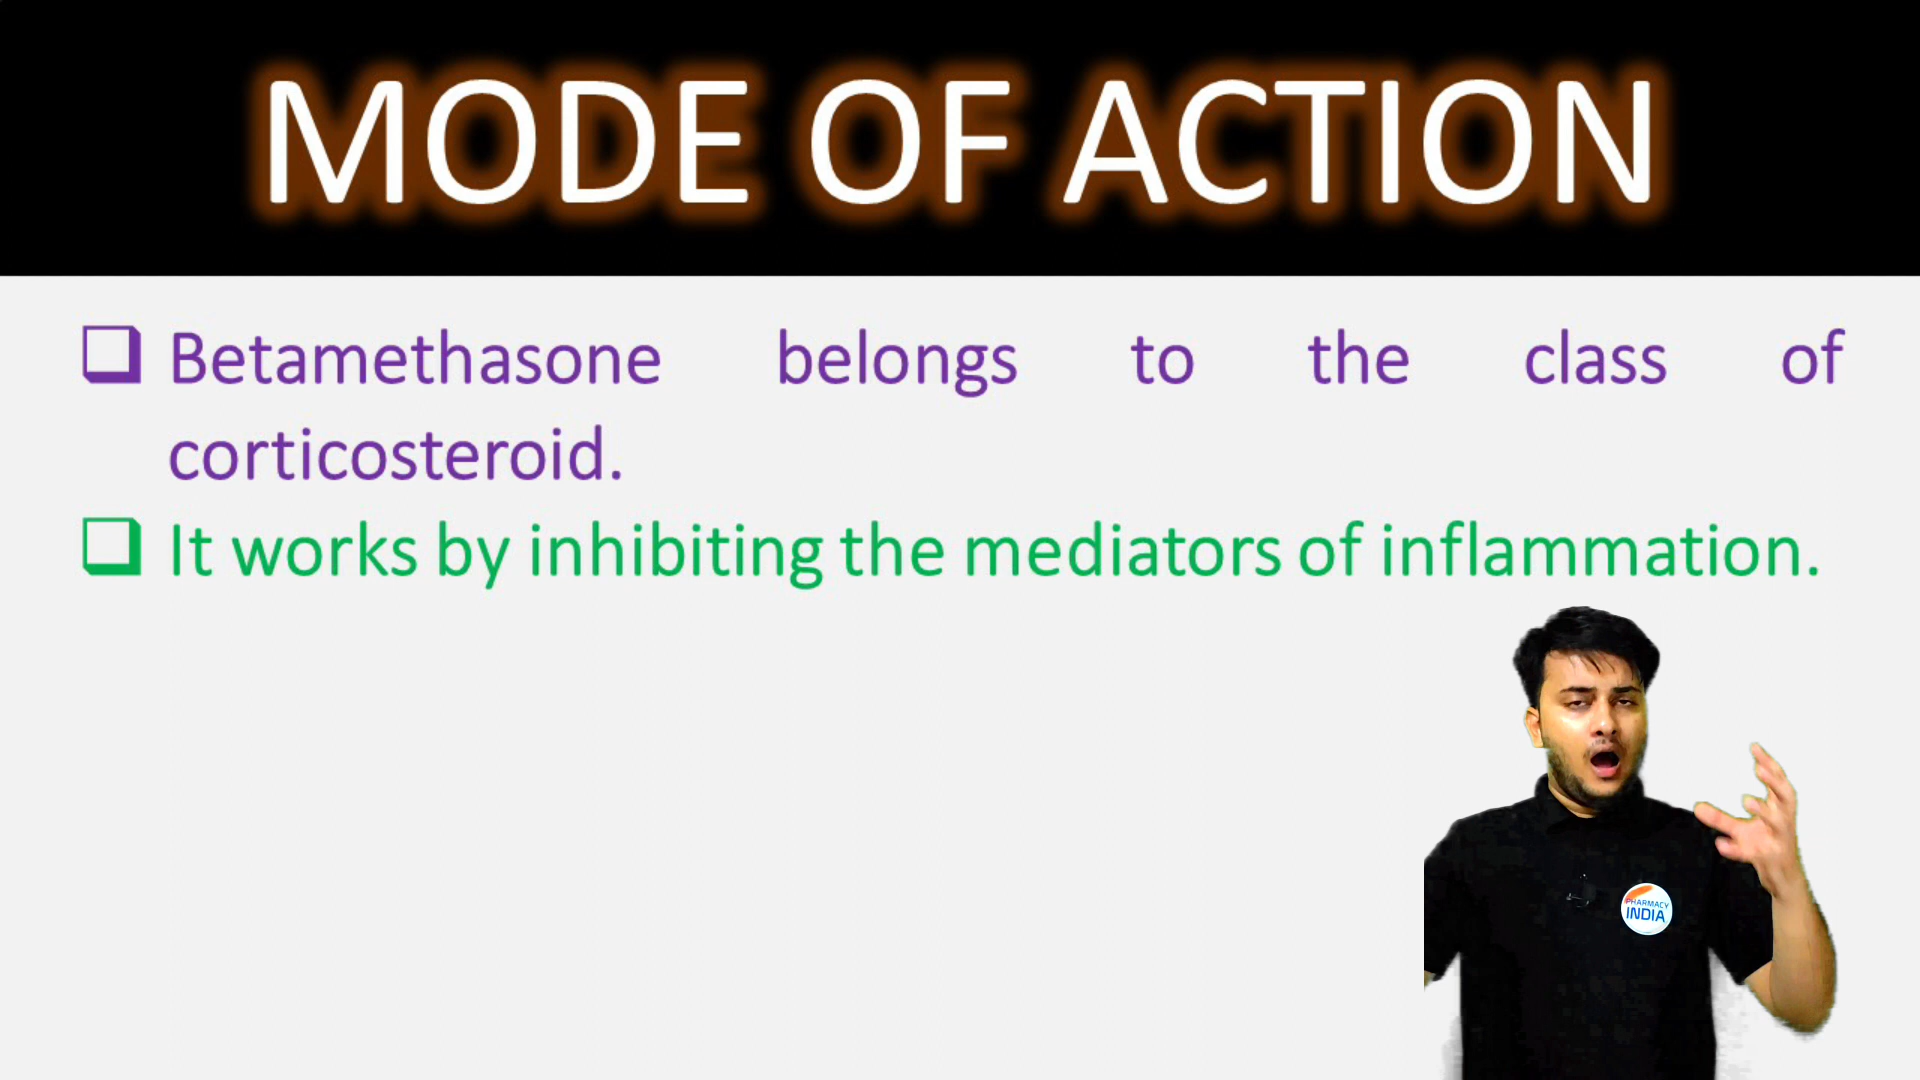 MODE OF ACTION
Betamethasone belongs to the class of
corticosteroid.
It works by inhibiting the mediators of inflammation.
PHARMACY
INDIA